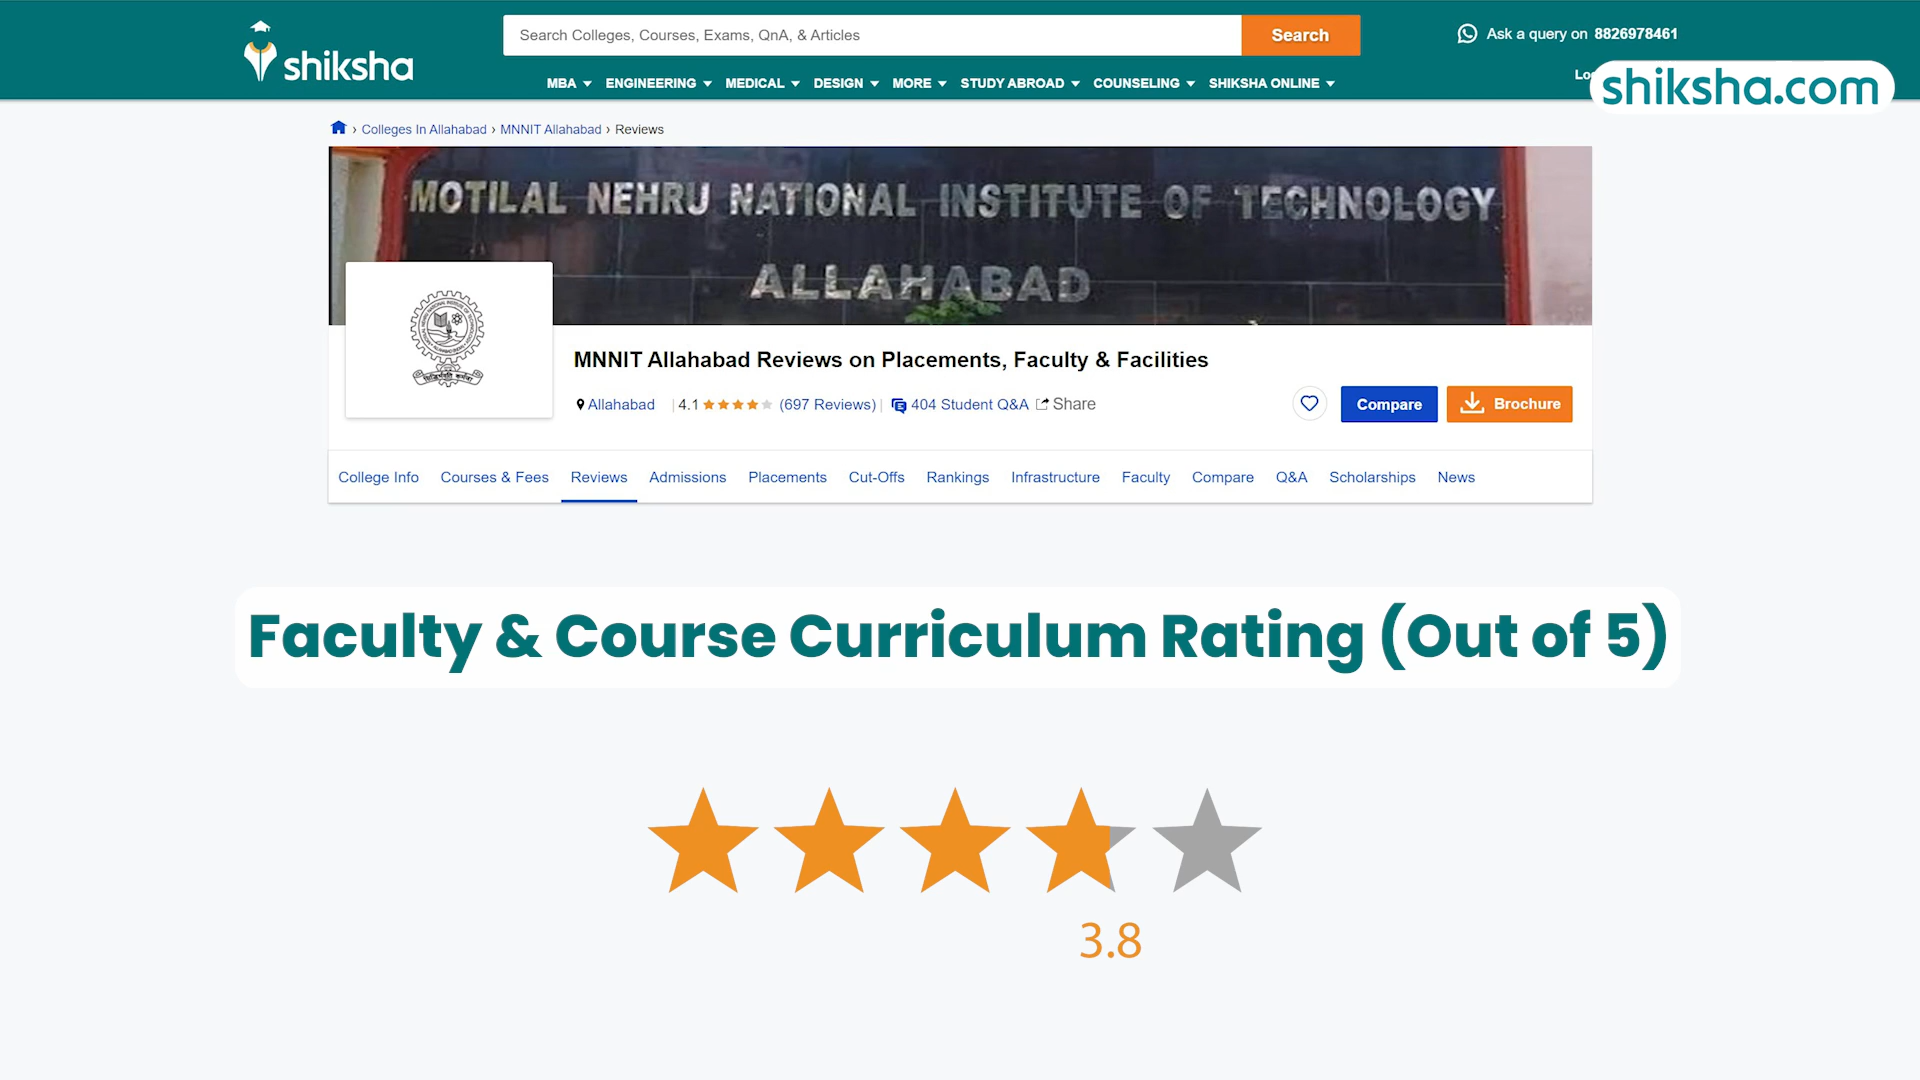 shiksha
Search Colleges, Courses, Exams, QnA, & Articles
Search
Ask a query on 8826978461
MBA ENGINEERING MEDICAL DESIGN MORE STUDY ABROAD COUNSELING SHIKSHA ONLINE
shiksha.com
› Colleges In Allahabad › MNNIT Allahabad › Reviews
MOTILAL NEHRU NATIONAL INSTITUTE OF TECHNOLOGY
ALLAHABAD
MNNIT Allahabad Reviews on Placements, Faculty & Facilities
Allahabad | 4.1 (697 Reviews) | 404 Student Q&A Share
Compare
Brochure
College Info Courses & Fees Reviews Admissions Placements Cut-Offs Rankings Infrastructure Faculty Compare Q&A Scholarships News
Faculty & Course Curriculum Rating (Out of 5)
3.8